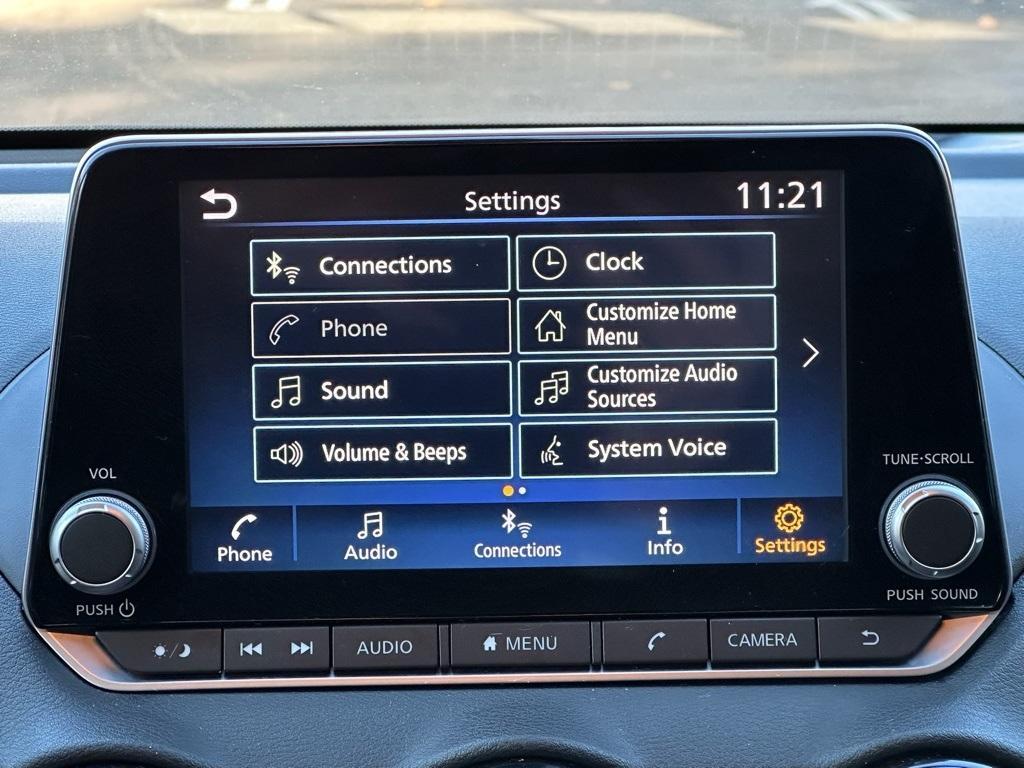 Settings
11:21
Connections
Clock
Phone
Customize Home
Menu
Sound
Customize Audio
Sources
Volume & Beeps
System Voice
VOL
TUNE·SCROLL
Phone
Audio
Connections
Info
Settings
PUSH
PUSH SOUND
AUDIO
MENU
CAMERA